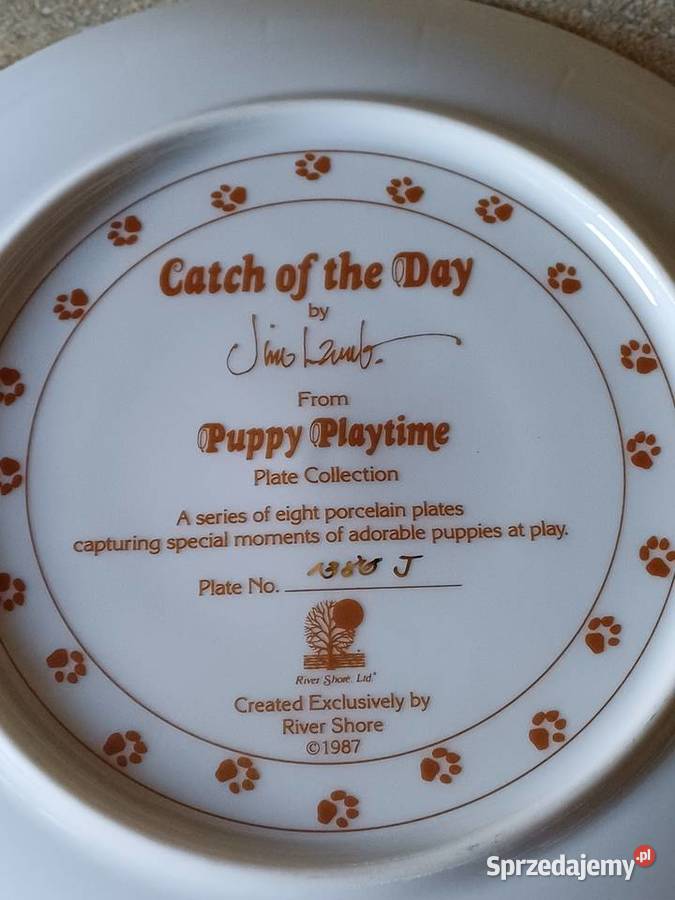 Catch of the Day
by
Jim Lamb.
From
Puppy Playtime
Plate Collection
A series of eight porcelain plates
capturing special moments of adorable puppies at play.
Plate No. J
River Shore, Ltd.®
Created Exclusively by
River Shore
©1987
Sprzedajemy.pl